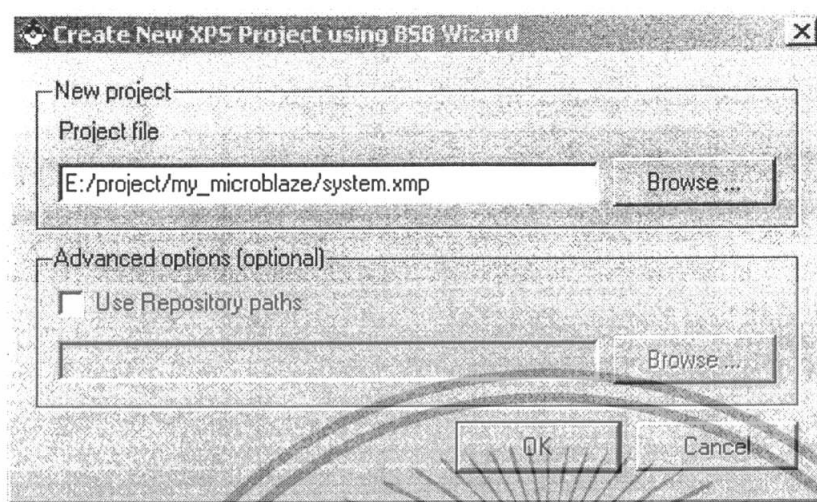 Create New XPS Project using BSB Wizard
New project
Project file
E:/project/my_microblaze/system.xmp
Browse ...
Advanced options (optional)
Use Repository paths
Browse ...
OK
Cancel